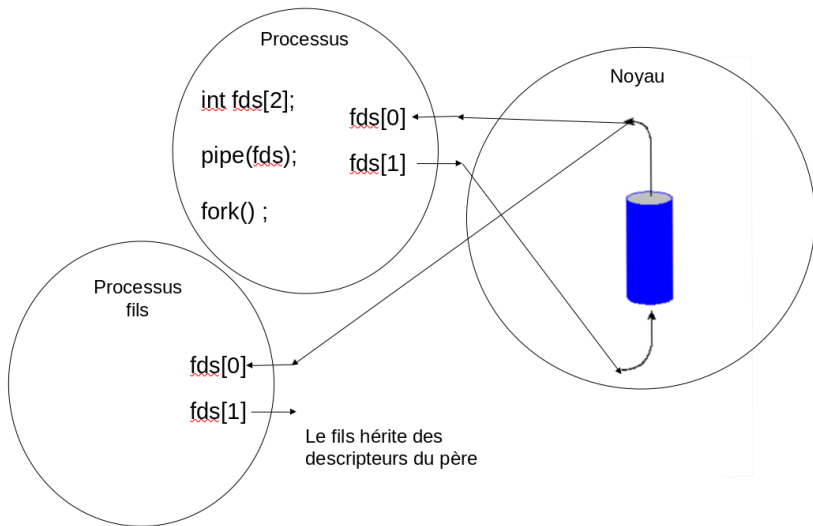 Processus
int fds[2];
fds[0]
pipe(fds);
fds[1]
fork() ;
Noyau
Processus
fils
fds[0]
fds[1]
Le fils hérite des
descripteurs du père